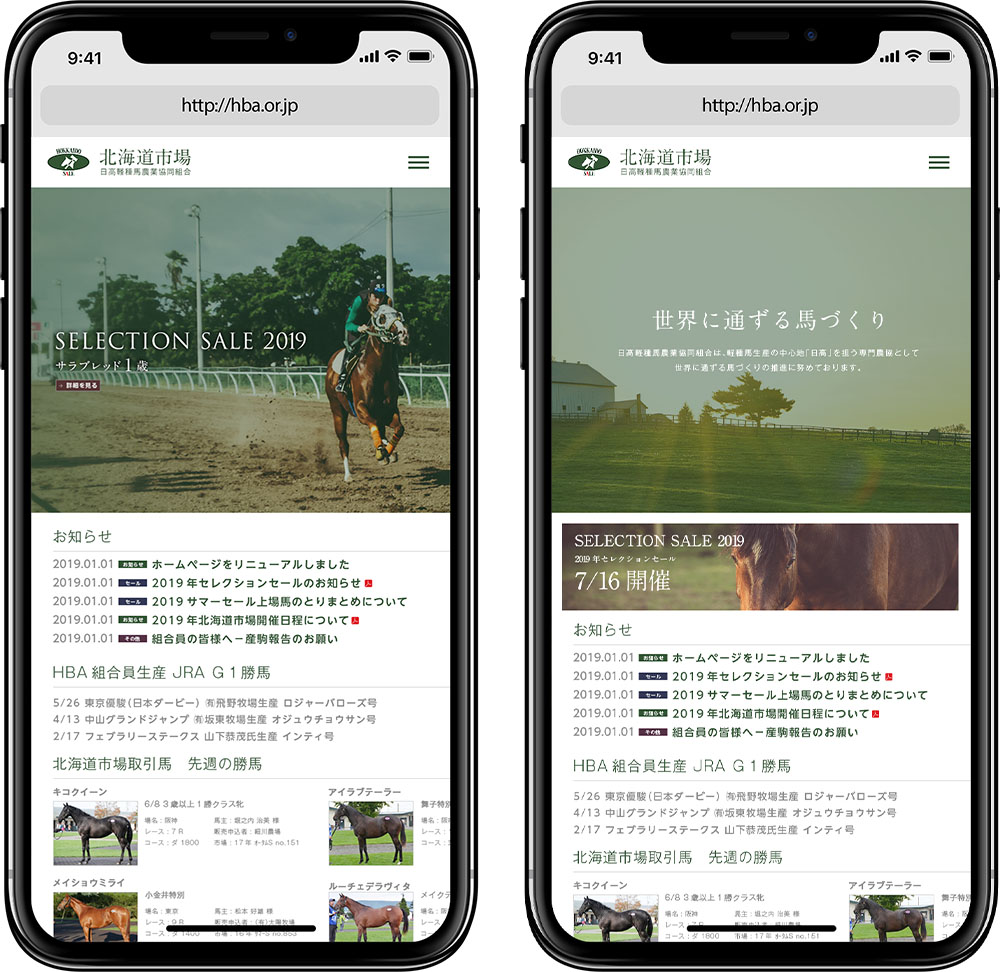 9:41
http://hba.or.jp
HOKKAIDO
SALE
北海道市場
日高軽種馬農業協同組合
SELECTION SALE 2019
サラブレッド1歳
詳細を見る
お知らせ
2019.01.01 お知らせ ホームページをリニューアルしました
2019.01.01 セール 2019年セレクションセールのお知らせ
2019.01.01 セール 2019サマーセール上場馬のとりまとめについて
2019.01.01 お知らせ 2019年北海道市場開催日程について
2019.01.01 その他 組合員の皆様へ－産駒報告のお願い
HBA組合員生産 JRA G1勝馬
5/26 東京優駿(日本ダービー) ㈲飛野牧場生産 ロジャーバローズ号
4/13 中山グランドジャンプ ㈲坂東牧場生産 オジュウチョウサン号
2/17 フェブラリーステークス 山下恭茂氏生産 インティ号
北海道市場取引馬 先週の勝馬
キコクイーン
6/8 3歳以上1勝クラス牝
場名：阪神 馬主：堀之内 治美 様
レース：7R 販売申込者：細川農場
コース：ダ1800 市場：17年 ｵｰﾀﾑS no.151
アイラブテーラー
舞子特別
メイショウミライ
小金井特別
場名：東京 馬主：松本 好雄 様
レース：9R 販売申込者：(有)太陽牧場
コース：ダ1400
ルーチェデラヴィタ
メイクデ
9:41
http://hba.or.jp
HOKKAIDO
SALE
北海道市場
日高軽種馬農業協同組合
世界に通ずる馬づくり
日高軽種馬農業協同組合は、軽種馬生産の中心地「日高」を担う専門農協として
世界に通ずる馬づくりの推進に努めております。
SELECTION SALE 2019
2019年セレクションセール
7/16 開催
お知らせ
2019.01.01 お知らせ ホームページをリニューアルしました
2019.01.01 セール 2019年セレクションセールのお知らせ
2019.01.01 セール 2019サマーセール上場馬のとりまとめについて
2019.01.01 お知らせ 2019年北海道市場開催日程について
2019.01.01 その他 組合員の皆様へ－産駒報告のお願い
HBA組合員生産 JRA G1勝馬
5/26 東京優駿(日本ダービー) ㈲飛野牧場生産 ロジャーバローズ号
4/13 中山グランドジャンプ ㈲坂東牧場生産 オジュウチョウサン号
2/17 フェブラリーステークス 山下恭茂氏生産 インティ号
北海道市場取引馬 先週の勝馬
キコクイーン
6/8 3歳以上1勝クラス牝
場名：阪神 馬主：堀之内 治美 様
レース：7R 販売申込者：細川農場
コース：ダ1800 市場：17年 ｵｰﾀﾑS no.151
アイラブテーラー
舞子特別